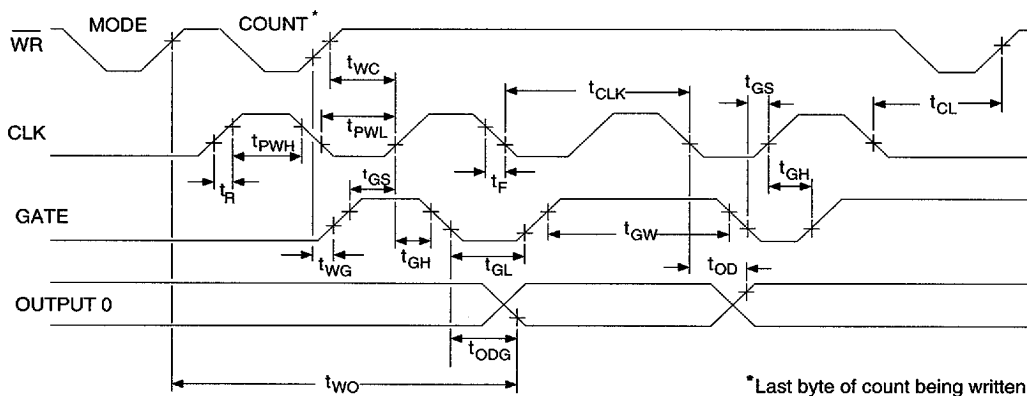 MODE
COUNT*
WR
tWC
tCLK
tGS
tCL
CLK
tPWH
tPWL
tR
tGS
tF
tGH
GATE
tWG
tGH
tGL
tGW
tOD
OUTPUT 0
tODG
tWO
*Last byte of count being written